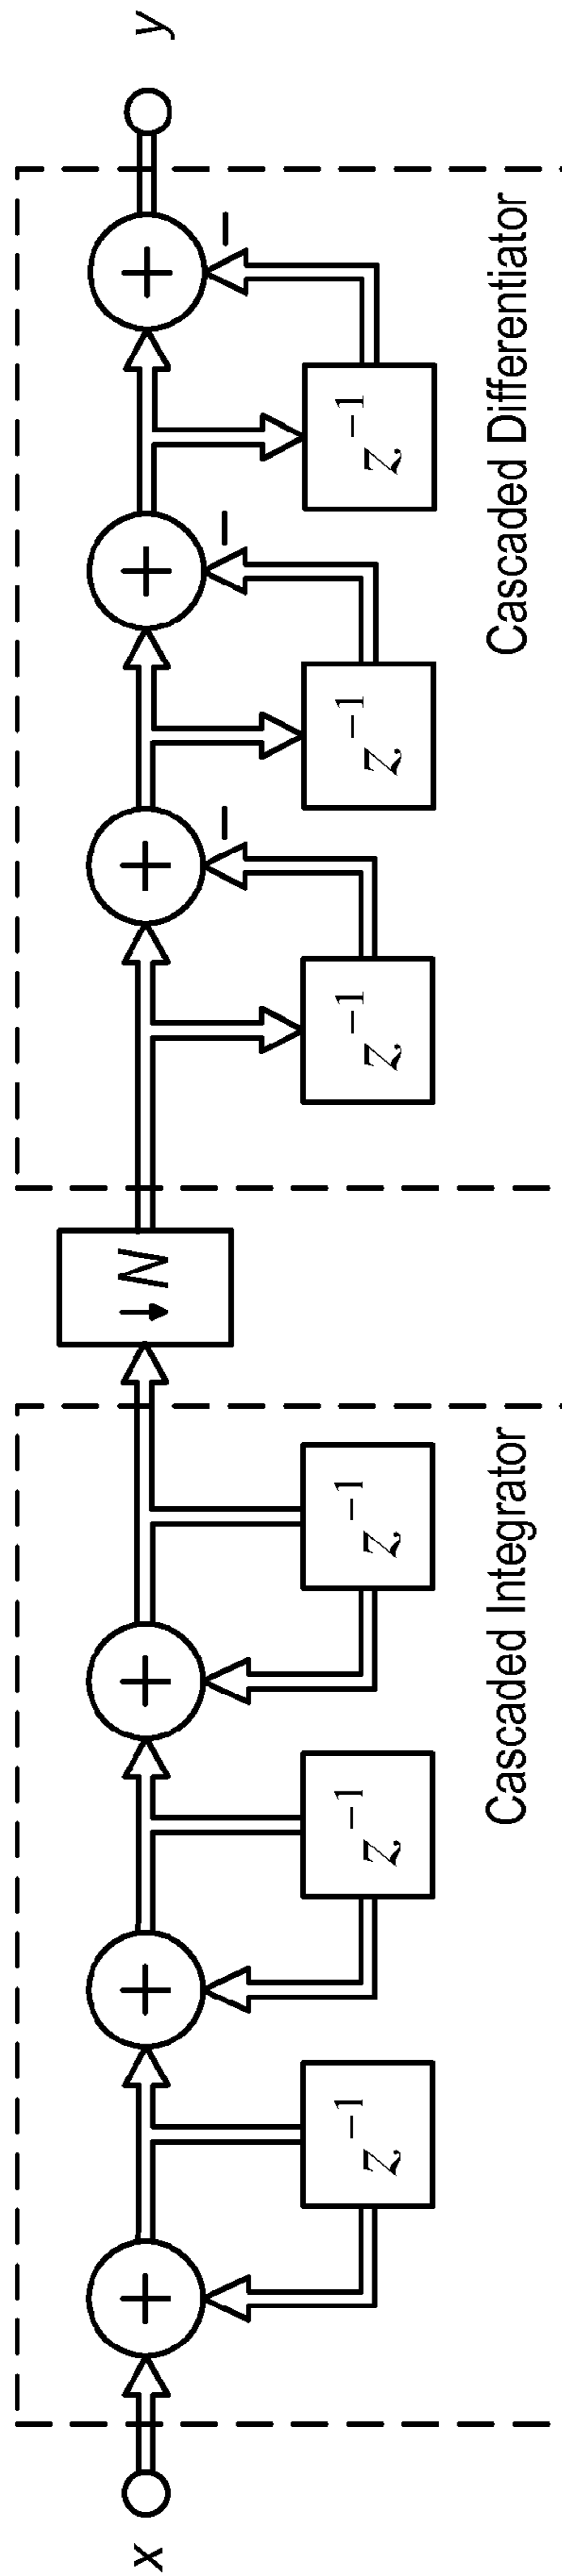 x
+
z⁻¹
+
z⁻¹
+
z⁻¹
Cascaded Integrator
↓N
z⁻¹
+
−
z⁻¹
+
−
z⁻¹
+
−
Cascaded Differentiator
y